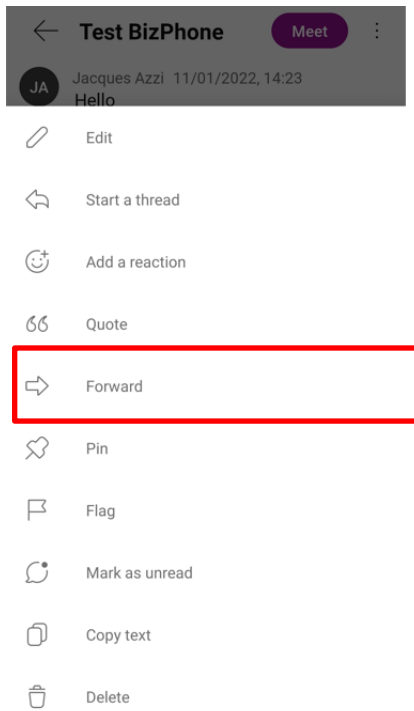 Test BizPhone Meet
JA Jacques Azzi 11/01/2022, 14:23
Hello
Edit
Start a thread
Add a reaction
Quote
Forward
Pin
Flag
Mark as unread
Copy text
Delete